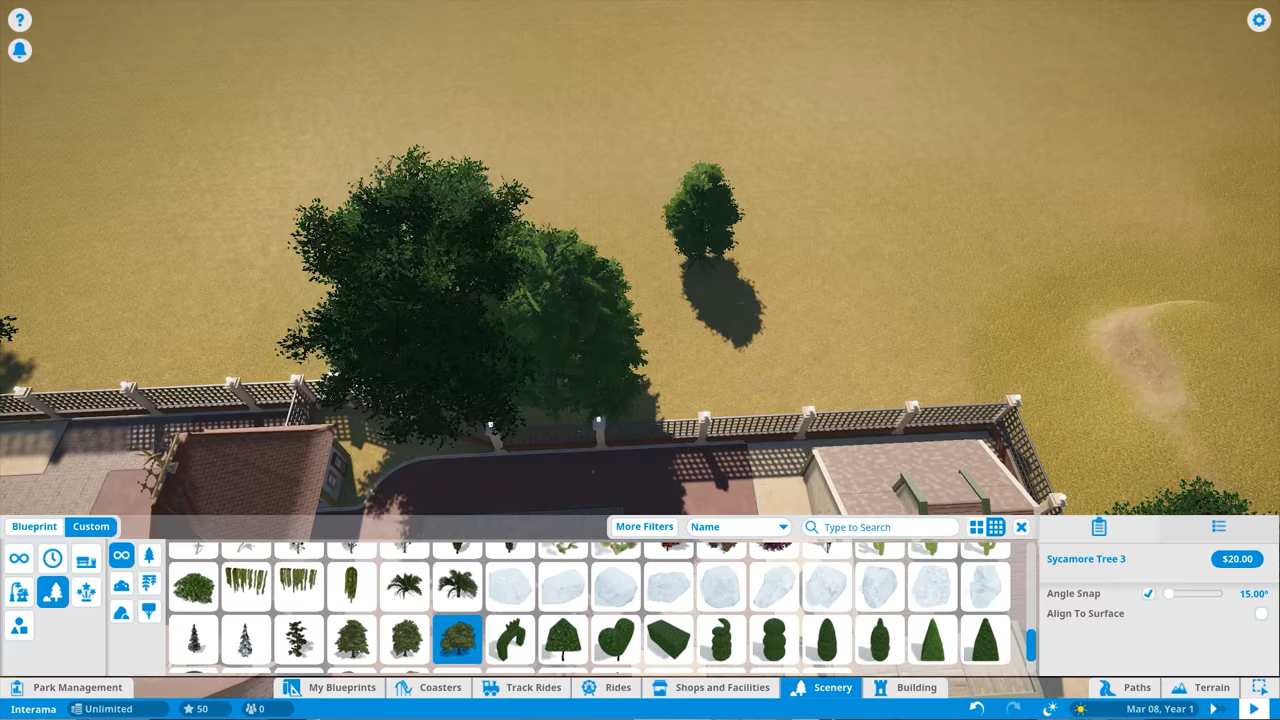 ?
Blueprint Custom More Filters Name Type to Search
Sycamore Tree 3 $20.00
Angle Snap 15.00°
Align To Surface
Park Management My Blueprints Coasters Track Rides Rides Shops and Facilities Scenery Building Paths Terrain
Interama Unlimited 50 0 Mar 08, Year 1